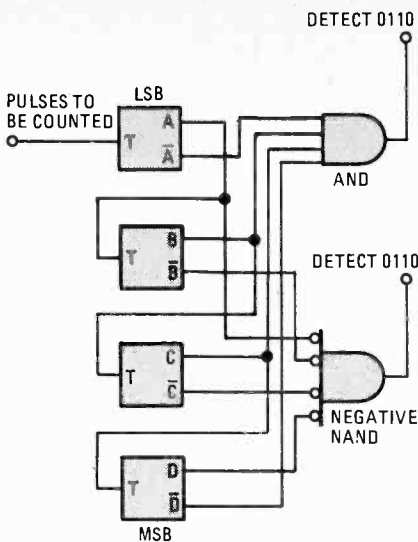 DETECT 0110
LSB
PULSES TO
BE COUNTED
T
A
A̅
AND
T
B
B̅
DETECT 0110
T
C
C̅
NEGATIVE
NAND
T
D
D̅
MSB